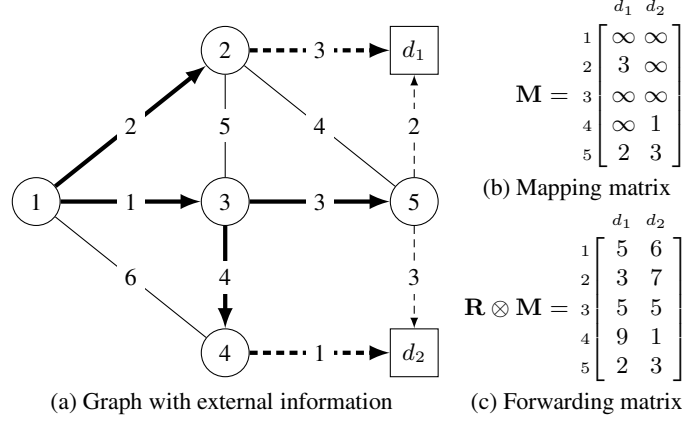 2 3 d₁
2 5 4 2
1 1 3 3 5
6 4 3
4 1 d₂
(a) Graph with external information
d₁ d₂
1 ∞ ∞
2 3 ∞
M = 3 ∞ ∞
4 ∞ 1
5 2 3
(b) Mapping matrix
d₁ d₂
1 5 6
2 3 7
R ⊗ M = 3 5 5
4 9 1
5 2 3
(c) Forwarding matrix